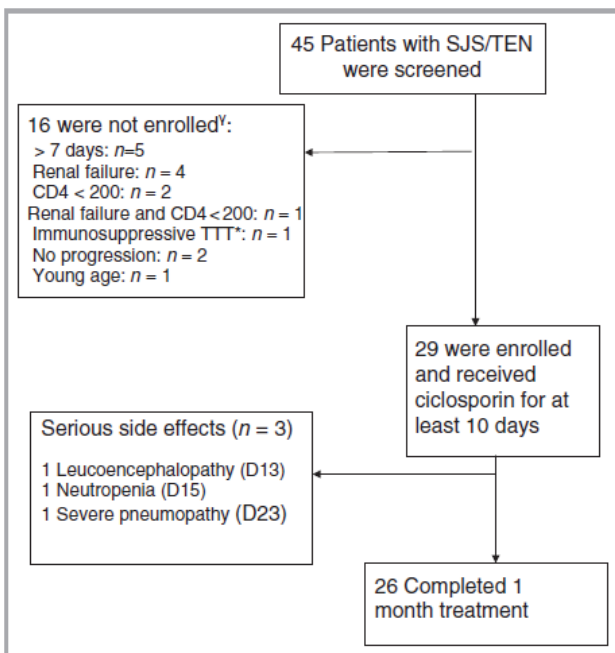 45 Patients with SJS/TEN
were screened
16 were not enrolledᵞ:
> 7 days: n=5
Renal failure: n = 4
CD4 < 200: n = 2
Renal failure and CD4<200: n = 1
Immunosuppressive TTT*: n = 1
No progression: n = 2
Young age: n = 1
29 were enrolled
and received
ciclosporin for at
least 10 days
Serious side effects (n = 3)
1 Leucoencephalopathy (D13)
1 Neutropenia (D15)
1 Severe pneumopathy (D23)
26 Completed 1
month treatment